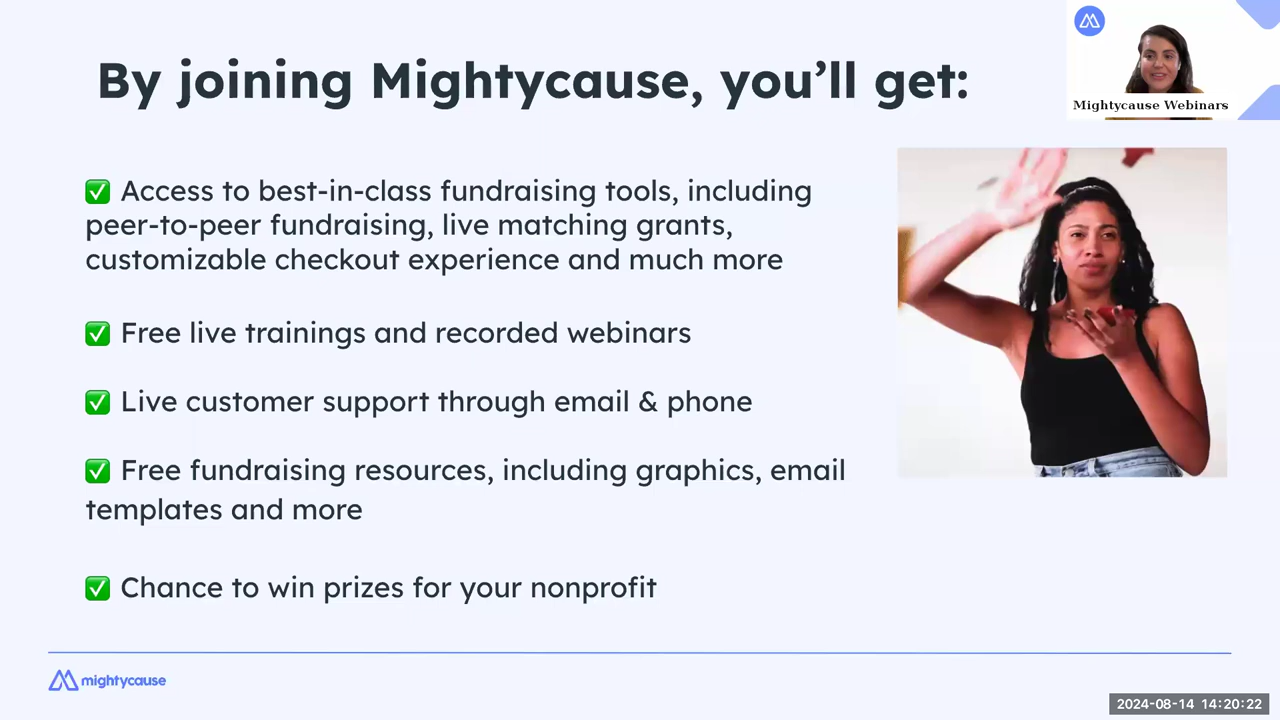 By joining Mightycause, you’ll get:
Mightycause Webinars
✅ Access to best-in-class fundraising tools, including
peer-to-peer fundraising, live matching grants,
customizable checkout experience and much more
✅ Free live trainings and recorded webinars
✅ Live customer support through email & phone
✅ Free fundraising resources, including graphics, email
templates and more
✅ Chance to win prizes for your nonprofit
mightycause
2024-08-14 14:20:22